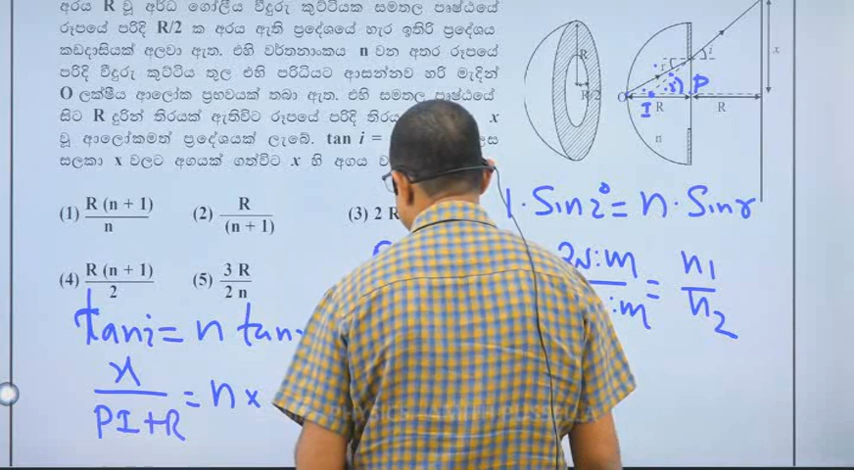 අරය R වූ අර්ධ ගෝලීය වීදුරු කුට්ටියක සමතල පෘෂ්ඨයේ
රූපයේ පරිදි R/2 ක අරය ඇති ප්‍රදේශයේ හැර ඉතිරි ප්‍රදේශය
කඩදාසියක් අලවා ඇත. එහි වර්තනාංකය n වන අතර රූපයේ
පරිදි වීදුරු කුට්ටිය තුල එහි පරිධියට ආසන්නව හරි මැදින්
O ලක්ෂීය ආලෝක ප්‍රභවයක් තබා ඇත. එහි සමතල පෘෂ්ඨයේ
සිට R දුරින් තිරයක් ඇතිවිට රූපයේ පරිදි තිරය x
වූ ආලෝකමත් ප්‍රදේශයක් ලැබේ. tan i =
සලකා x වලට අගයක් ගත්විට x හි අගය
(1) R (n + 1) / n (2) R / (n + 1) (3) 2 R
(4) R (n + 1) / 2 (5) 3 R / 2 n
R
R/2
r i x
O I P
R R
n
1 · Sin i = n · Sin r
= n1 / n2
tan i = n tan
x / PI + R = n ×